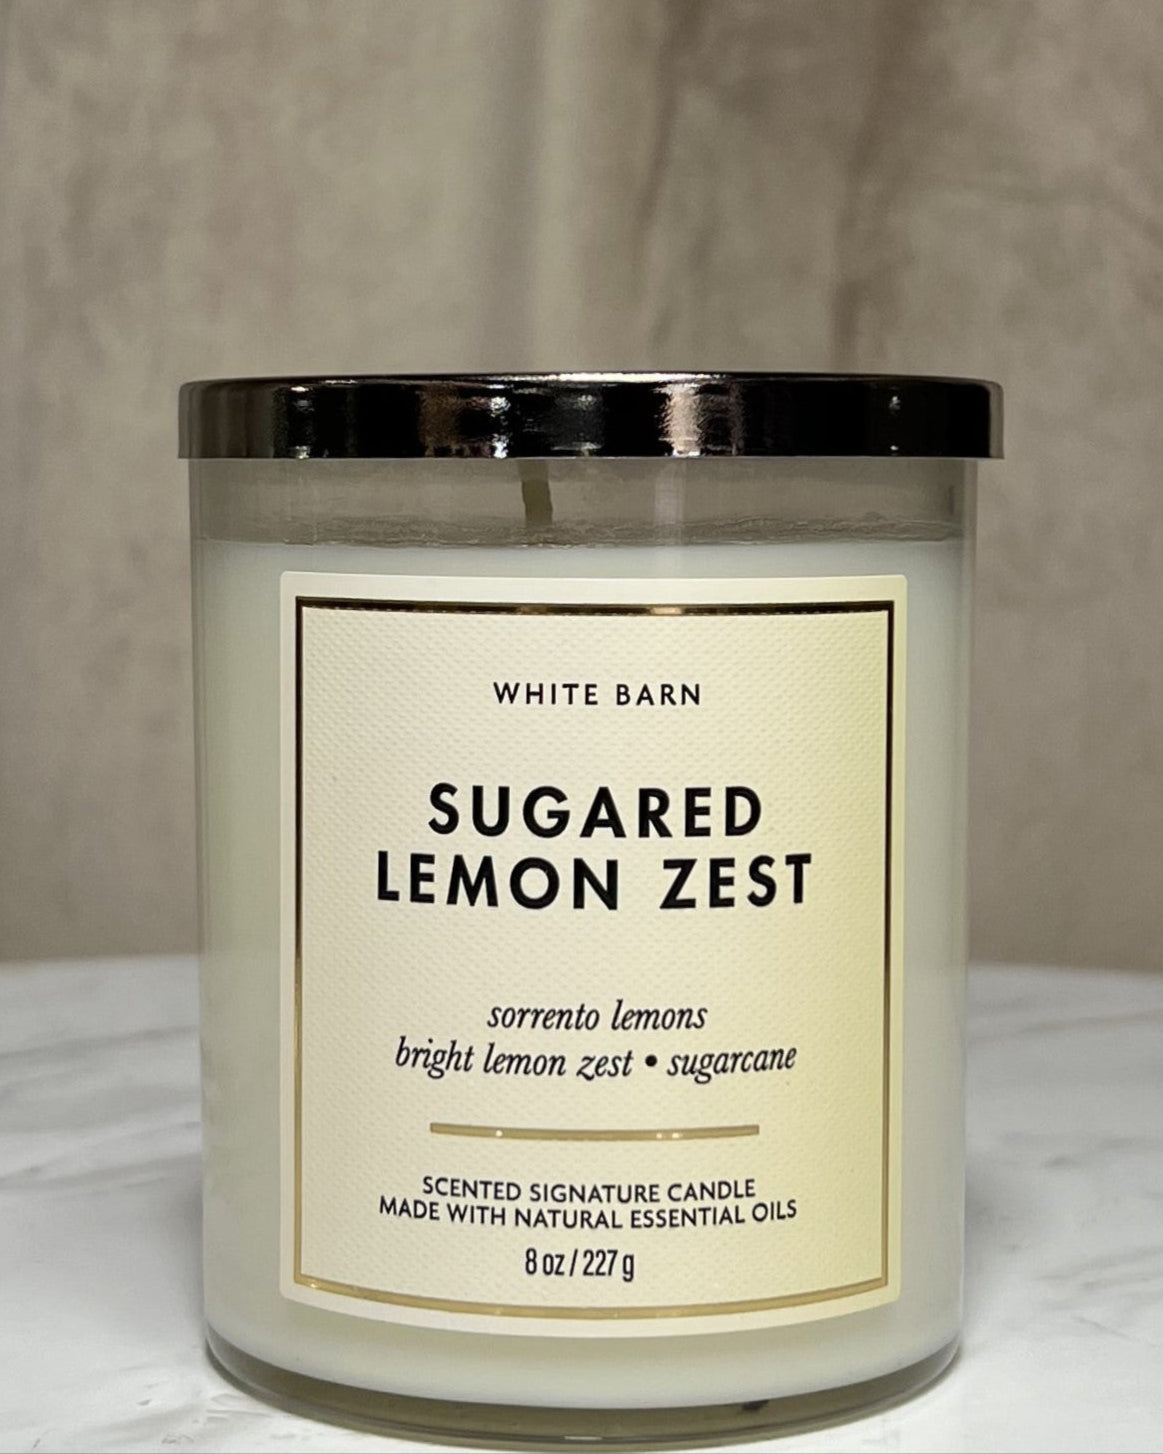 WHITE BARN
SUGARED
LEMON ZEST
sorrento lemons
bright lemon zest • sugarcane
SCENTED SIGNATURE CANDLE
MADE WITH NATURAL ESSENTIAL OILS
8 oz / 227 g